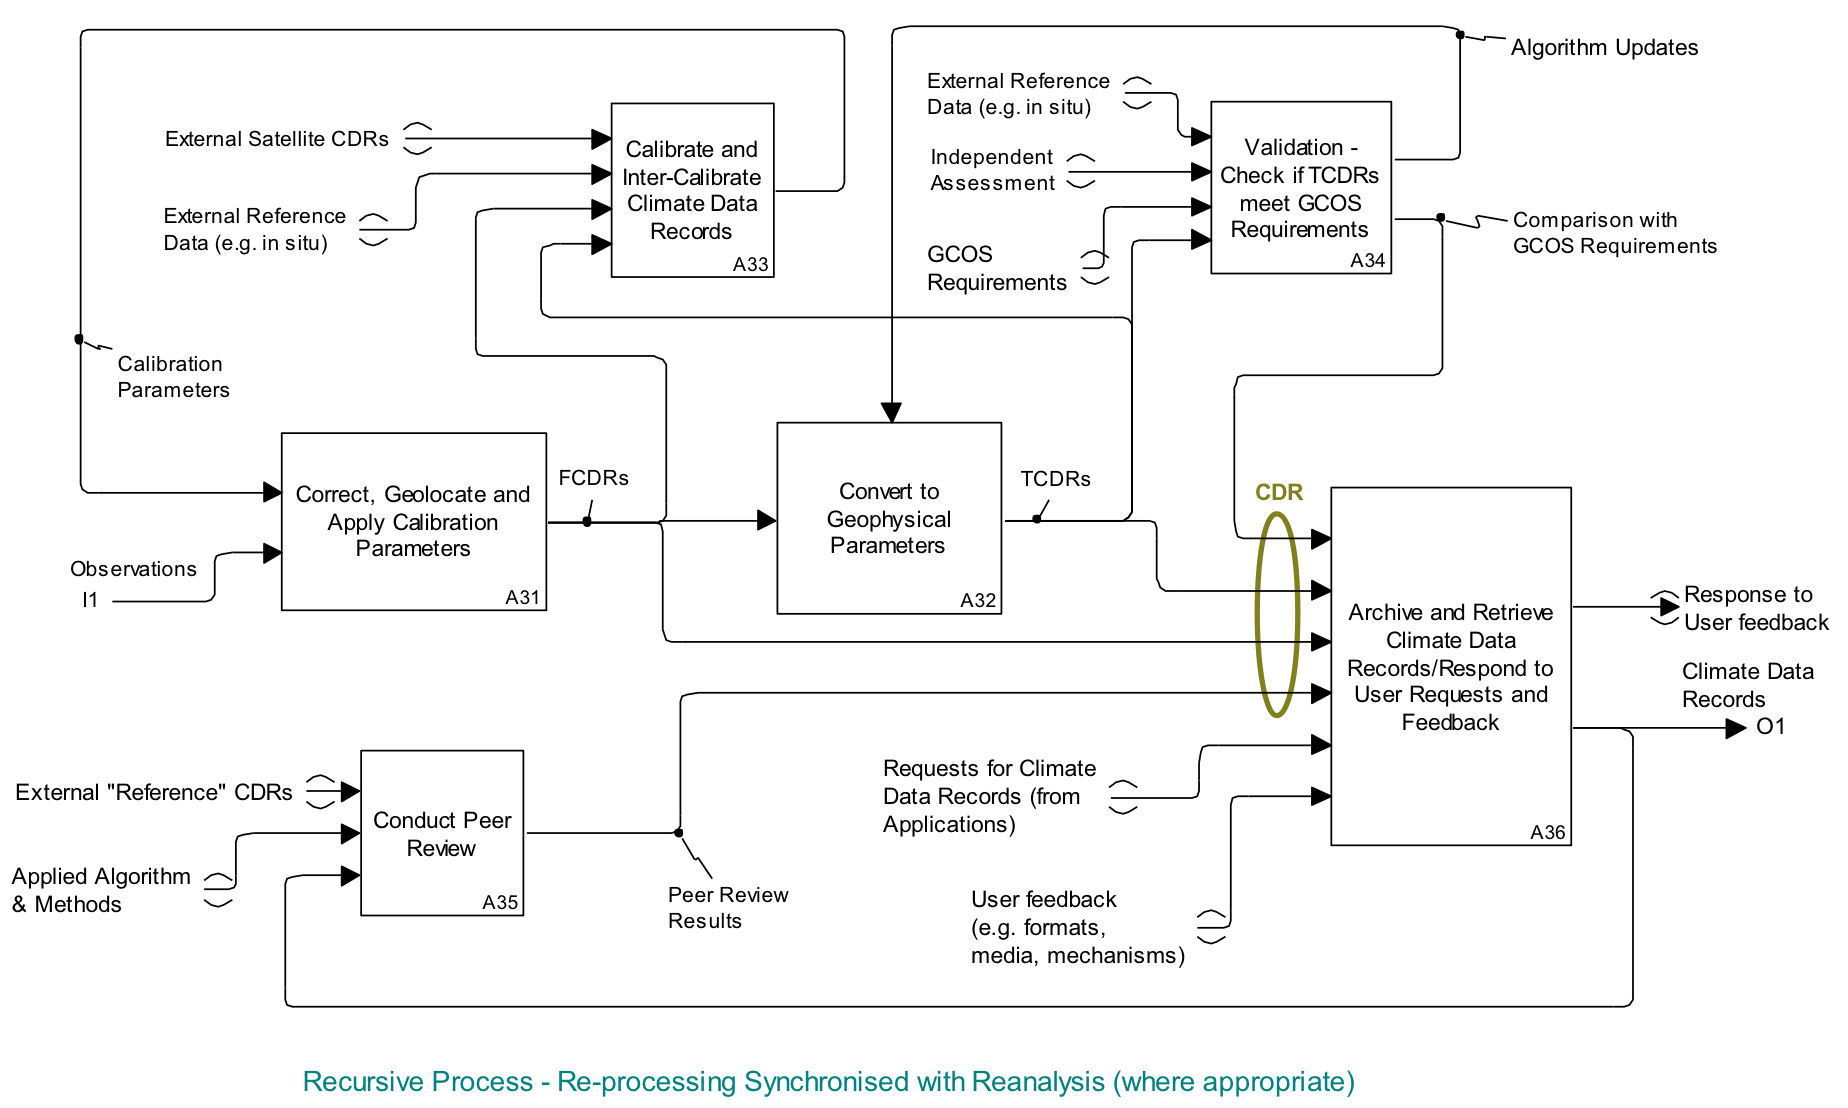 Algorithm Updates
External Reference
Data (e.g. in situ)
External Satellite CDRs
Calibrate and
Inter-Calibrate
Climate Data
Records
A33
Validation -
Check if TCDRs
meet GCOS
Requirements
A34
Independent
Assessment
External Reference
Data (e.g. in situ)
Comparison with
GCOS Requirements
GCOS
Requirements
Calibration
Parameters
FCDRs
TCDRs
CDR
Correct, Geolocate and
Apply Calibration
Parameters
A31
Convert to
Geophysical
Parameters
A32
Observations
I1
Archive and Retrieve
Climate Data
Records/Respond to
User Requests and
Feedback
A36
Response to
User feedback
Climate Data
Records
O1
External "Reference" CDRs
Conduct Peer
Review
A35
Requests for Climate
Data Records (from
Applications)
Applied Algorithm
& Methods
Peer Review
Results
User feedback
(e.g. formats,
media, mechanisms)
Recursive Process - Re-processing Synchronised with Reanalysis (where appropriate)